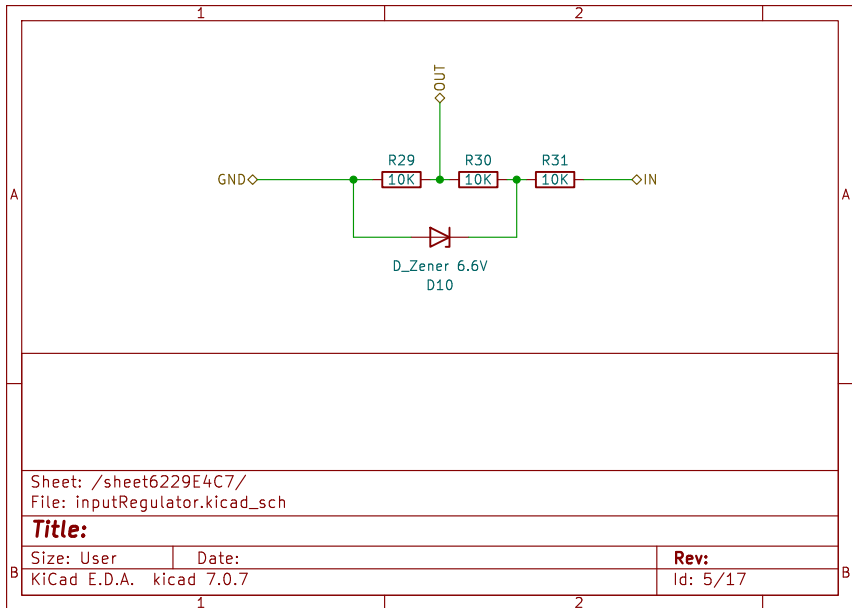 1 2
OUT
R29 R30 R31
GND 10K 10K 10K IN
A A
D_Zener 6.6V
D10
Sheet: /sheet6229E4C7/
File: inputRegulator.kicad_sch
Title:
Size: User Date: Rev:
B B
KiCad E.D.A. kicad 7.0.7 Id: 5/17
1 2